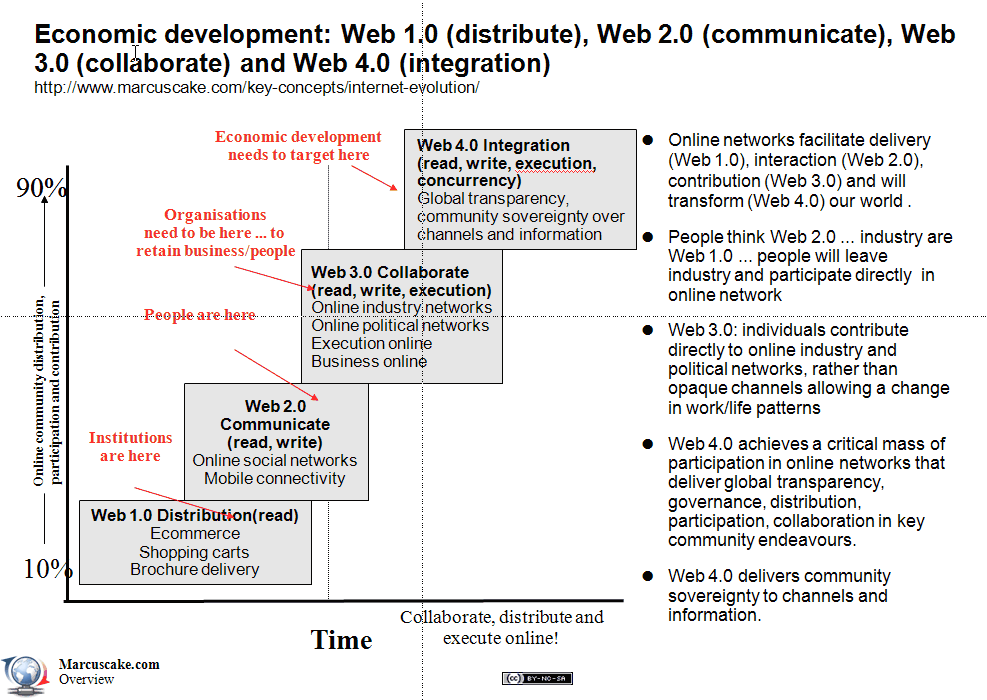 Economic development: Web 1.0 (distribute), Web 2.0 (communicate), Web
3.0 (collaborate) and Web 4.0 (integration)
http://www.marcuscake.com/key-concepts/internet-evolution/
Economic development
needs to target here
Organisations
need to be here ... to
retain business/people
People are here
Institutions
are here
90%
Online community distribution,
participation and contribution
10%
Web 4.0 Integration
(read, write, execution,
concurrency)
Global transparency,
community sovereignty over
channels and information
Web 3.0 Collaborate
(read, write, execution)
Online industry networks
Online political networks
Execution online
Business online
Web 2.0
Communicate
(read, write)
Online social networks
Mobile connectivity
Web 1.0 Distribution(read)
Ecommerce
Shopping carts
Brochure delivery
Time
Collaborate, distribute and
execute online!
● Online networks facilitate delivery
(Web 1.0), interaction (Web 2.0),
contribution (Web 3.0) and will
transform (Web 4.0) our world .
● People think Web 2.0 ... industry are
Web 1.0 ... people will leave
industry and participate directly in
online network
● Web 3.0: individuals contribute
directly to online industry and
political networks, rather than
opaque channels allowing a change
in work/life patterns
● Web 4.0 achieves a critical mass of
participation in online networks that
deliver global transparency,
governance, distribution,
participation, collaboration in key
community endeavours.
● Web 4.0 delivers community
sovereignty to channels and
information.
Marcuscake.com
Overview
(cc) BY-NC-SA